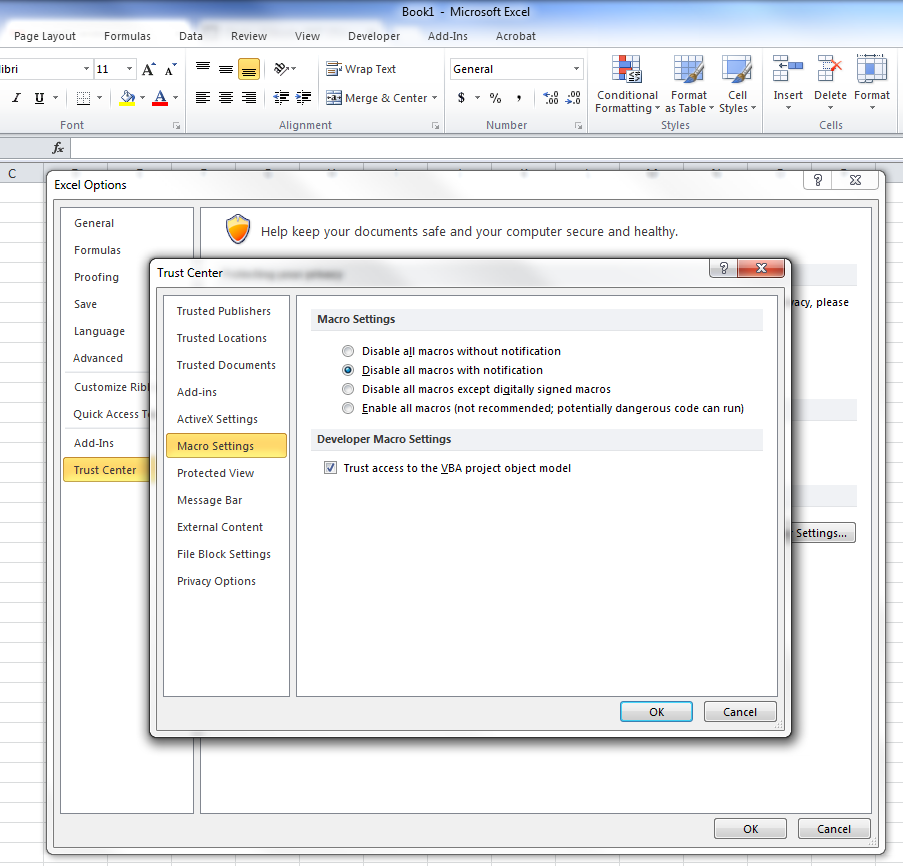 Book1 - Microsoft Excel
Page Layout Formulas Data Review View Developer Add-Ins Acrobat
libri 11 A A Wrap Text General Conditional Formatting Format as Table Cell Styles Insert Delete Format
I U A Merge & Center $ % , .00 .00
Font Alignment Number Styles Cells
fx
C
Excel Options
General
Formulas
Proofing
Save
Language
Advanced
Customize Rib
Quick Access T
Add-Ins
Trust Center
Help keep your documents safe and your computer secure and healthy.
vacy, please
Settings...
Trust Center
Trusted Publishers
Trusted Locations
Trusted Documents
Add-ins
ActiveX Settings
Macro Settings
Protected View
Message Bar
External Content
File Block Settings
Privacy Options
Macro Settings
Disable all macros without notification
Disable all macros with notification
Disable all macros except digitally signed macros
Enable all macros (not recommended; potentially dangerous code can run)
Developer Macro Settings
Trust access to the VBA project object model
OK Cancel
OK Cancel